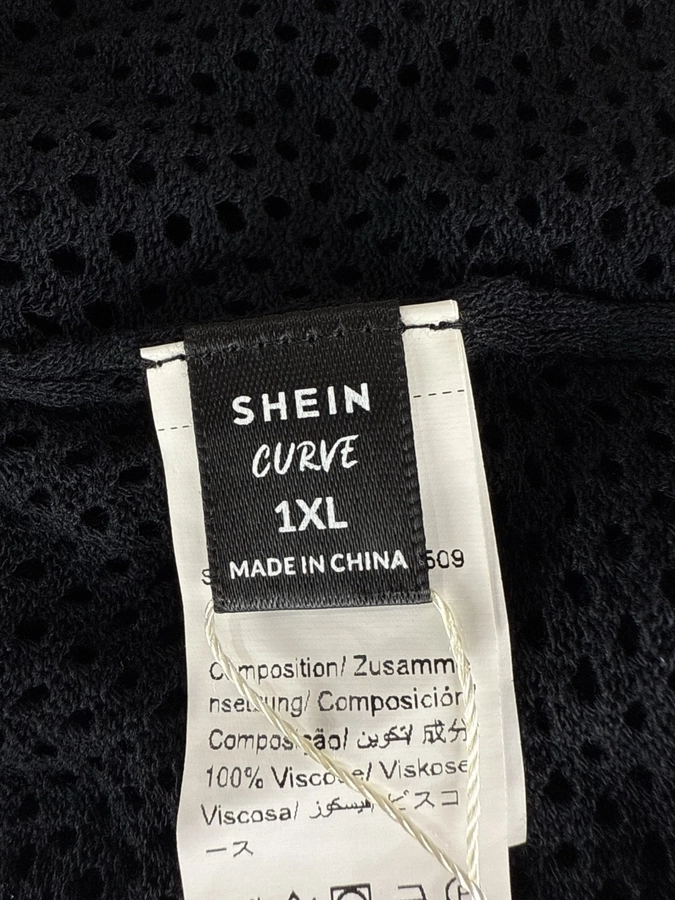 SHEIN
CURVE
1XL
MADE IN CHINA
509
Composition/ Zusamme
nsetzung/ Composición/
Composição/ تكوين/ 成分
100% Viscose/ Viskose
Viscosa/ فيسكوز/ ビスコ
ース